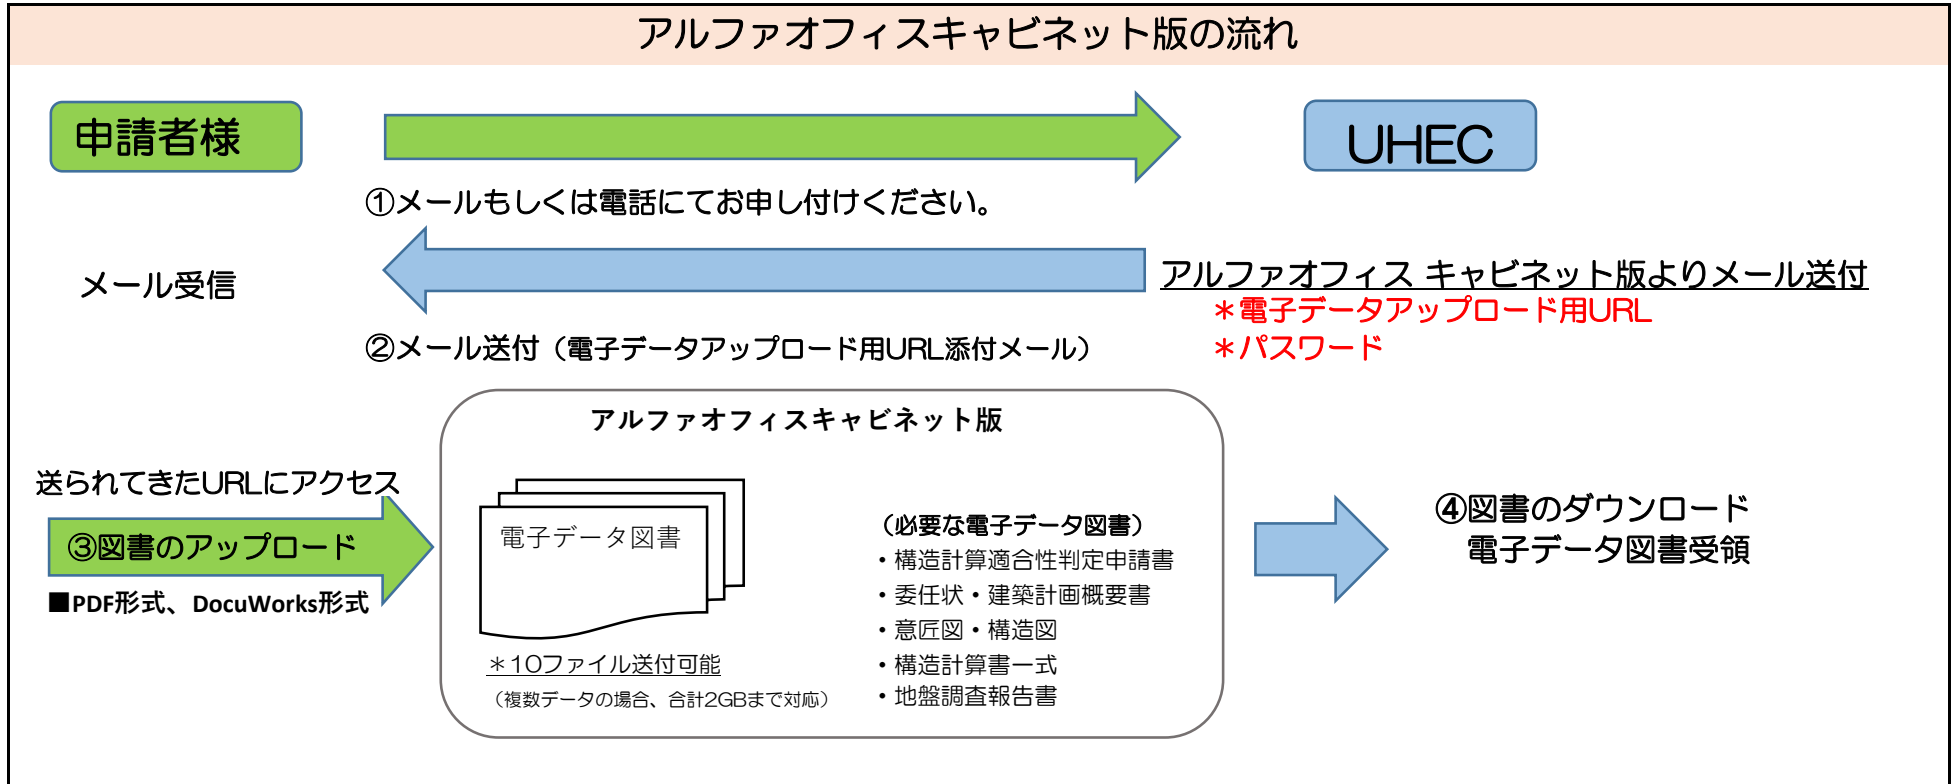 アルファオフィスキャビネット版の流れ
申請者様
UHEC
①メールもしくは電話にてお申し付けください。
メール受信
アルファオフィス キャビネット版よりメール送付
＊電子データアップロード用URL
＊パスワード
②メール送付（電子データアップロード用URL添付メール）
アルファオフィスキャビネット版
送られてきたURLにアクセス
③図書のアップロード
■PDF形式、DocuWorks形式
電子データ図書
＊10ファイル送付可能
（複数データの場合、合計2GBまで対応）
（必要な電子データ図書）
・構造計算適合性判定申請書
・委任状・建築計画概要書
・意匠図・構造図
・構造計算書一式
・地盤調査報告書
④図書のダウンロード
電子データ図書受領